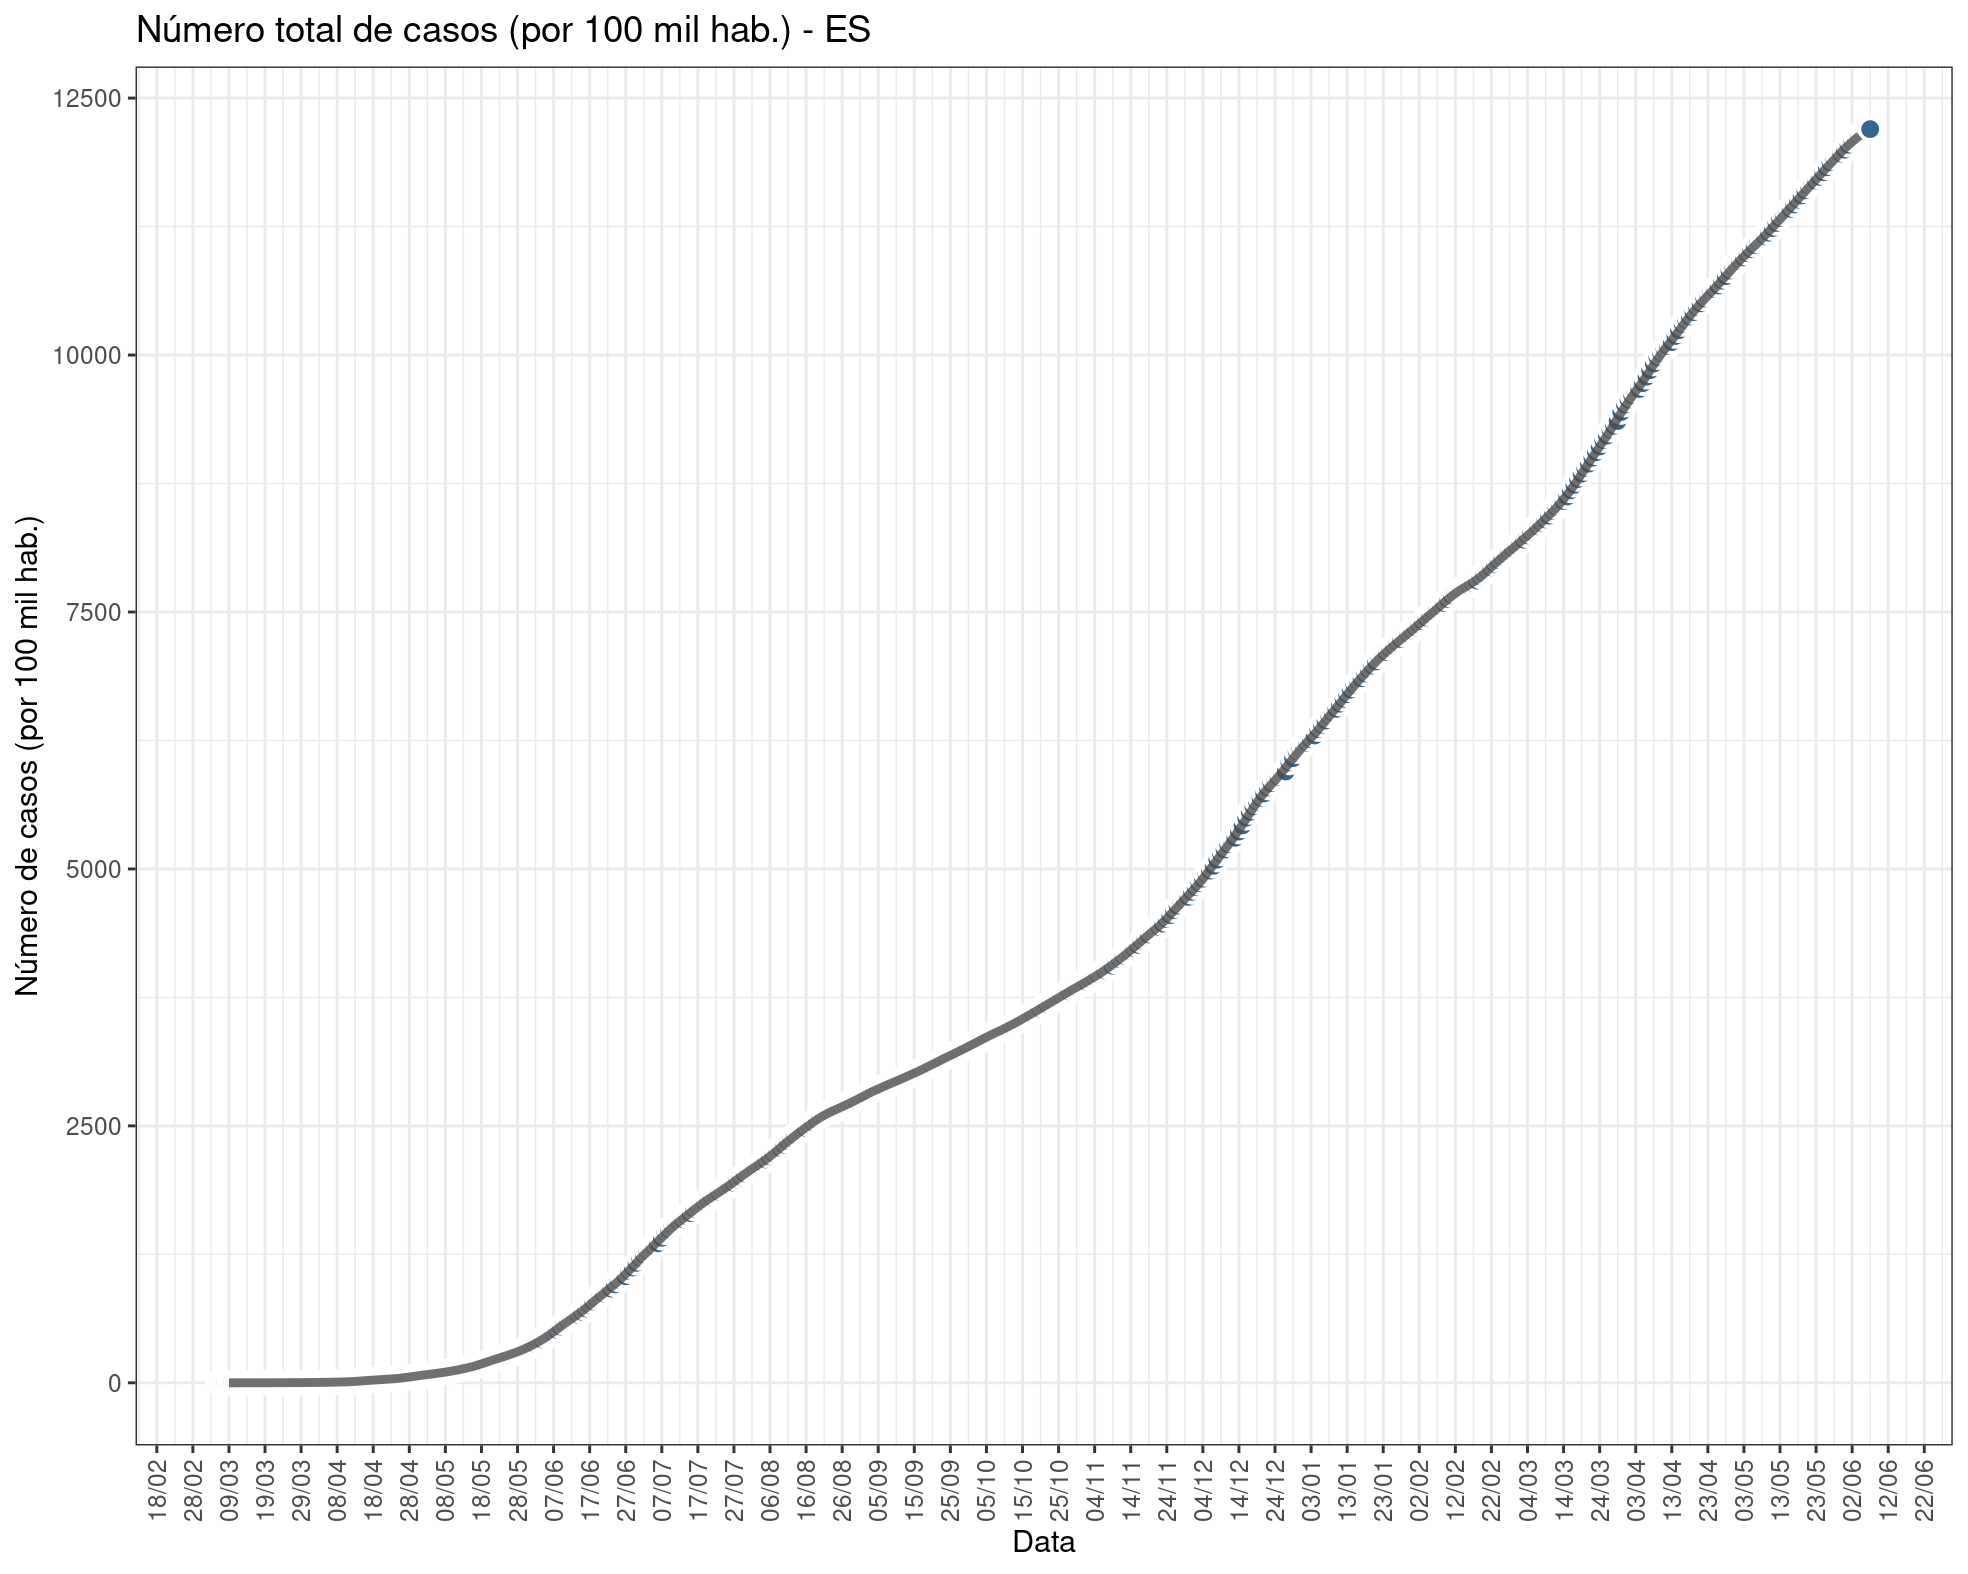 Número total de casos (por 100 mil hab.) - ES
Número de casos (por 100 mil hab.)
12500
10000
7500
5000
2500
0
18/02 28/02 09/03 19/03 29/03 08/04 18/04 28/04 08/05 18/05 28/05 07/06 17/06 27/06 07/07 17/07 27/07 06/08 16/08 26/08 05/09 15/09 25/09 05/10 15/10 25/10 04/11 14/11 24/11 04/12 14/12 24/12 03/01 13/01 23/01 02/02 12/02 22/02 04/03 14/03 24/03 03/04 13/04 23/04 03/05 13/05 23/05 02/06 12/06 22/06
Data